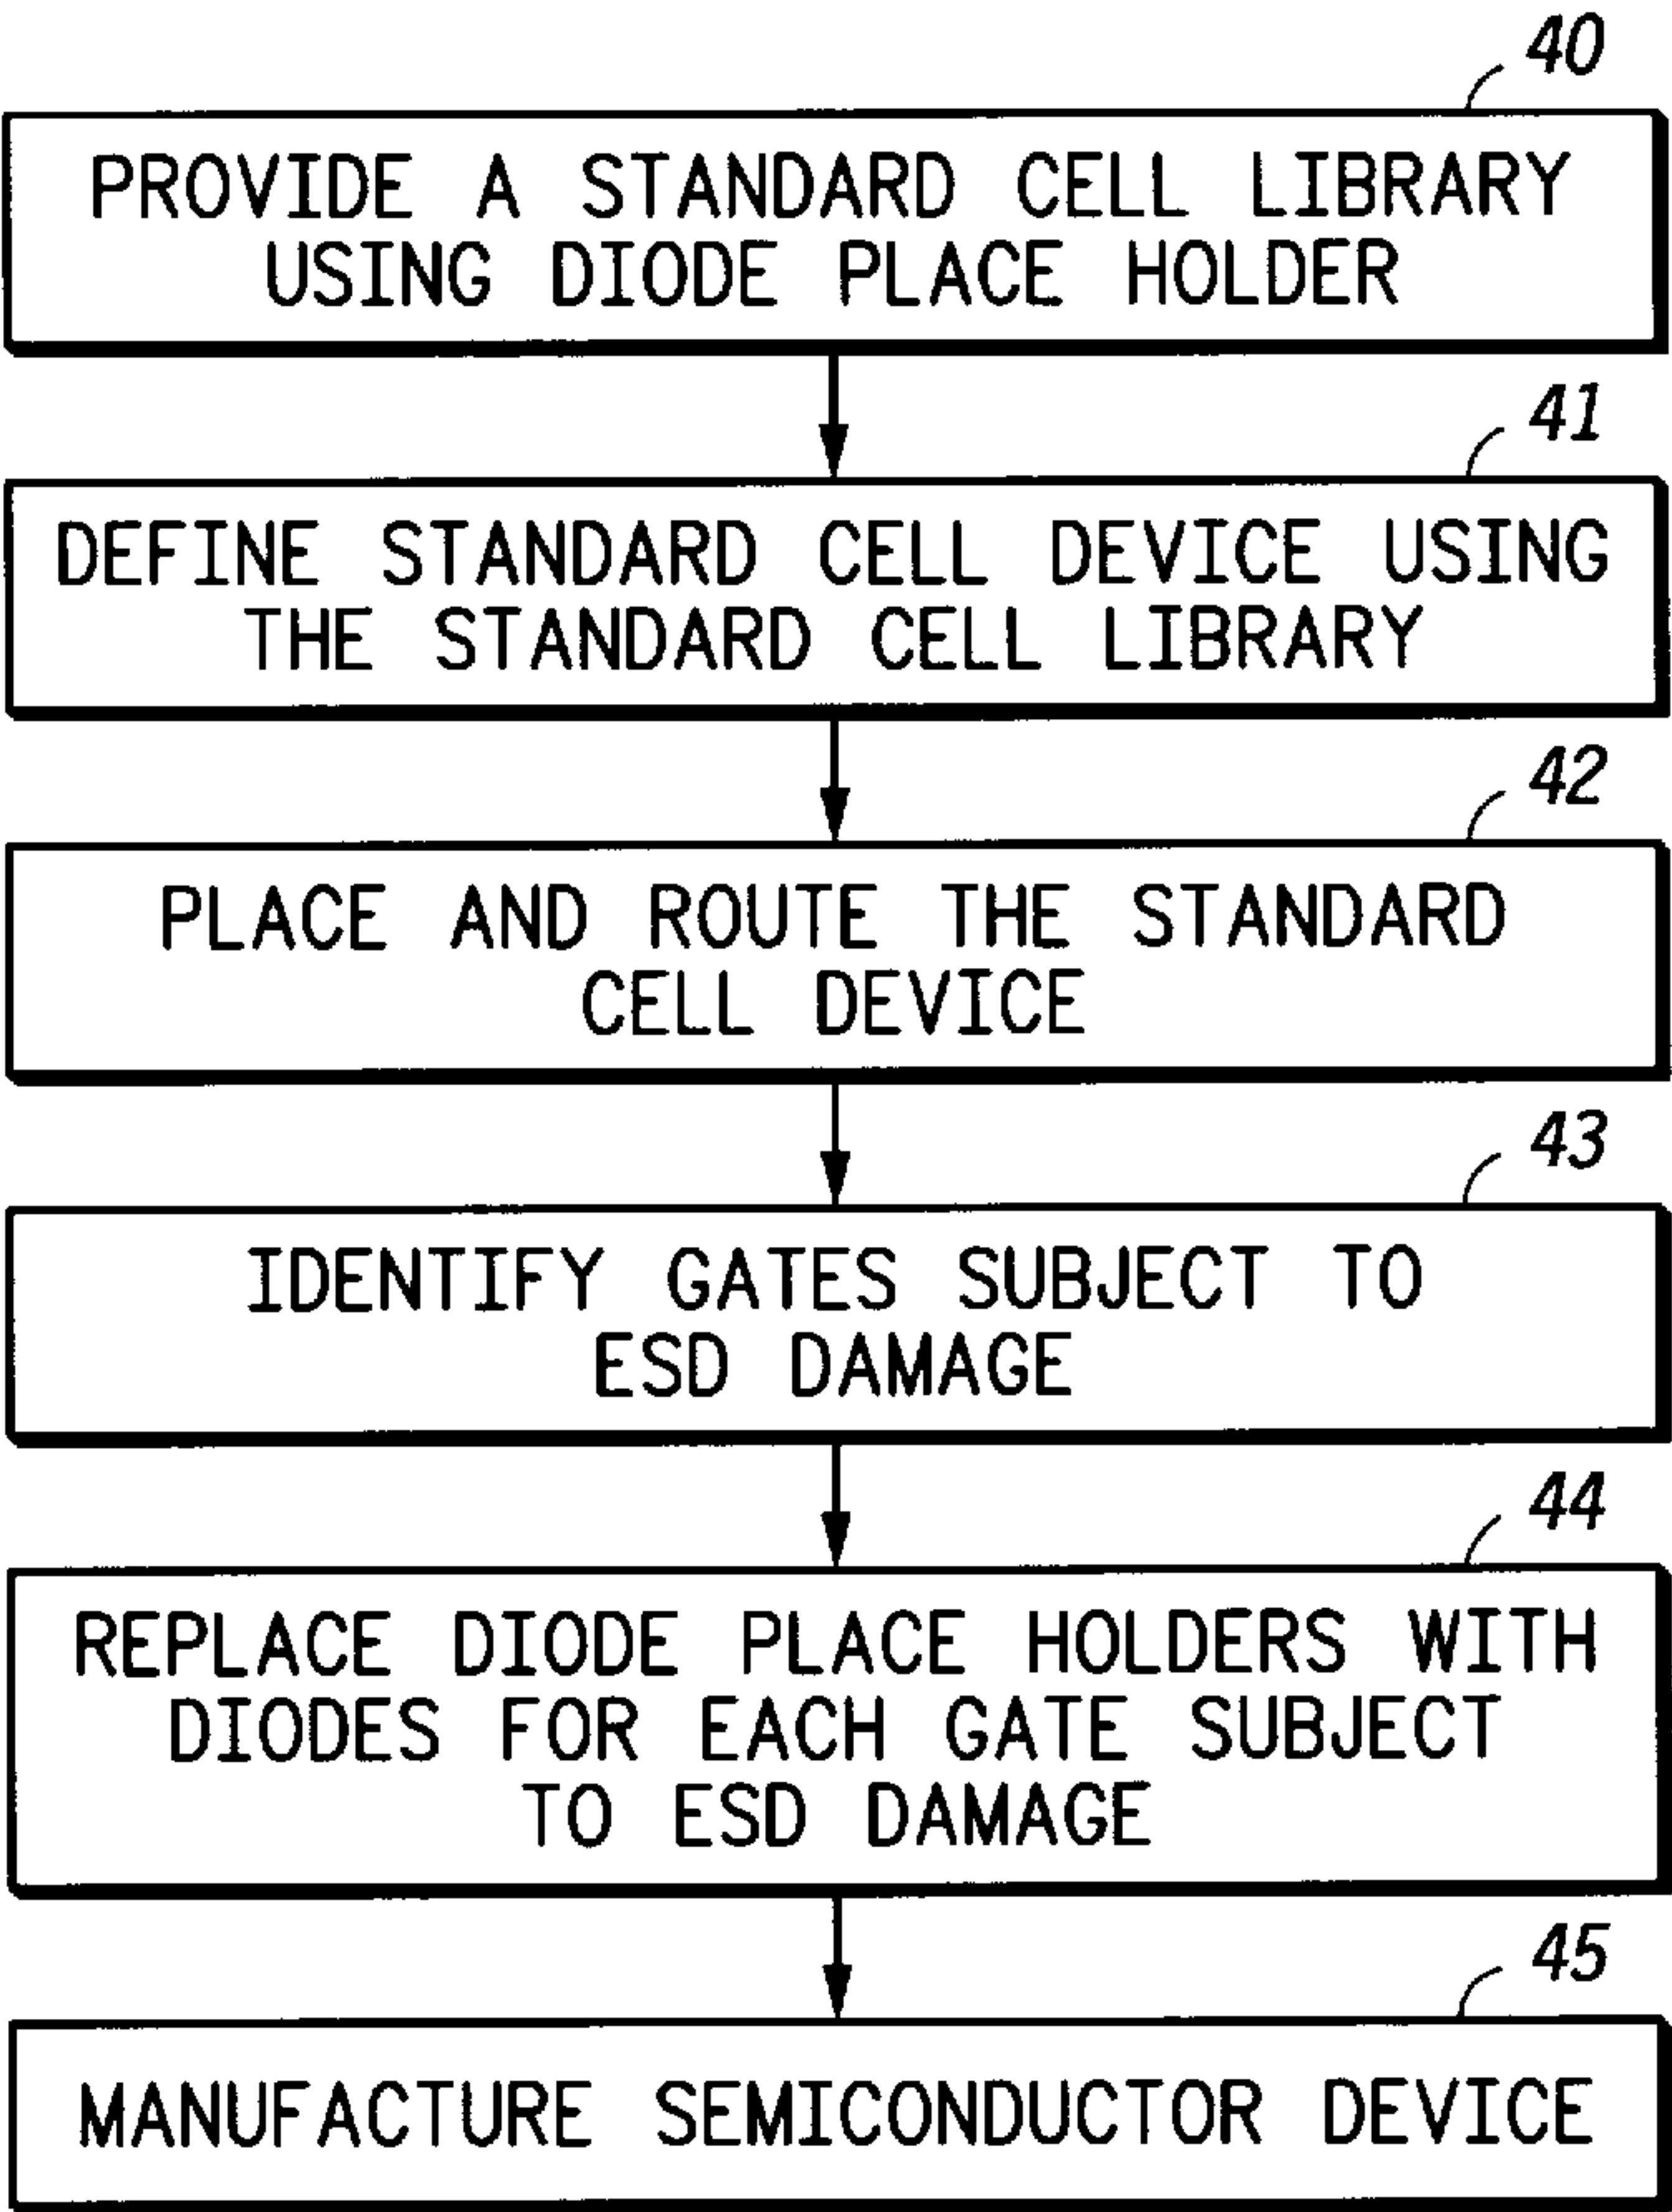 40
PROVIDE A STANDARD CELL LIBRARY
USING DIODE PLACE HOLDER
41
DEFINE STANDARD CELL DEVICE USING
THE STANDARD CELL LIBRARY
42
PLACE AND ROUTE THE STANDARD
CELL DEVICE
43
IDENTIFY GATES SUBJECT TO
ESD DAMAGE
44
REPLACE DIODE PLACE HOLDERS WITH
DIODES FOR EACH GATE SUBJECT
TO ESD DAMAGE
45
MANUFACTURE SEMICONDUCTOR DEVICE